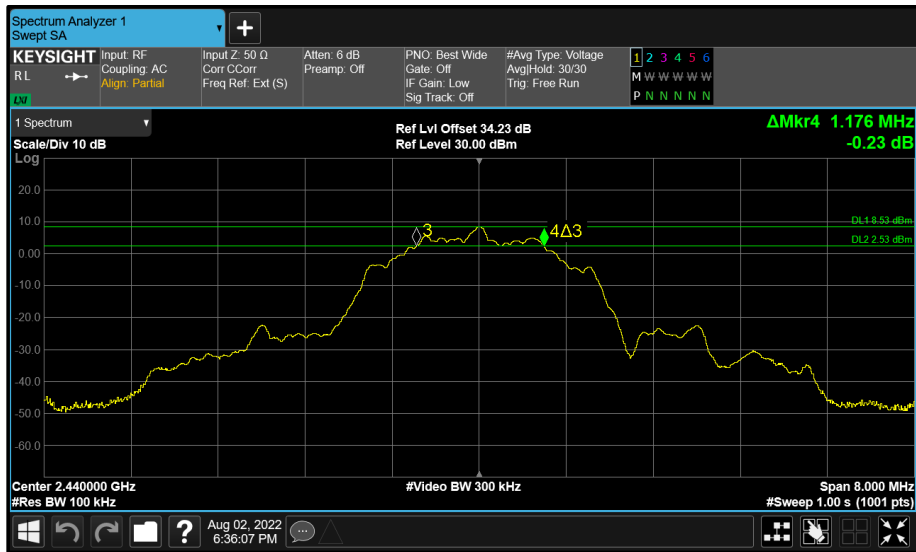 Spectrum Analyzer 1
Swept SA
+
KEYSIGHT
RL
LXI
Input: RF
Coupling: AC
Align: Partial
Input Z: 50 Ω
Corr CCorr
Freq Ref: Ext (S)
Atten: 6 dB
Preamp: Off
PNO: Best Wide
Gate: Off
IF Gain: Low
Sig Track: Off
#Avg Type: Voltage
Avg|Hold: 30/30
Trig: Free Run
1 2 3 4 5 6
M W W W W W
P N N N N N
1 Spectrum
Scale/Div 10 dB
Ref Lvl Offset 34.23 dB
Ref Level 30.00 dBm
ΔMkr4 1.176 MHz
-0.23 dB
Log
20.0
10.0
DL1 8.53 dBm
3
4Δ3
DL2 2.53 dBm
0.00
-10.0
-20.0
-30.0
-40.0
-50.0
-60.0
Center 2.440000 GHz
#Video BW 300 kHz
Span 8.000 MHz
#Res BW 100 kHz
#Sweep 1.00 s (1001 pts)
?
Aug 02, 2022
6:36:07 PM